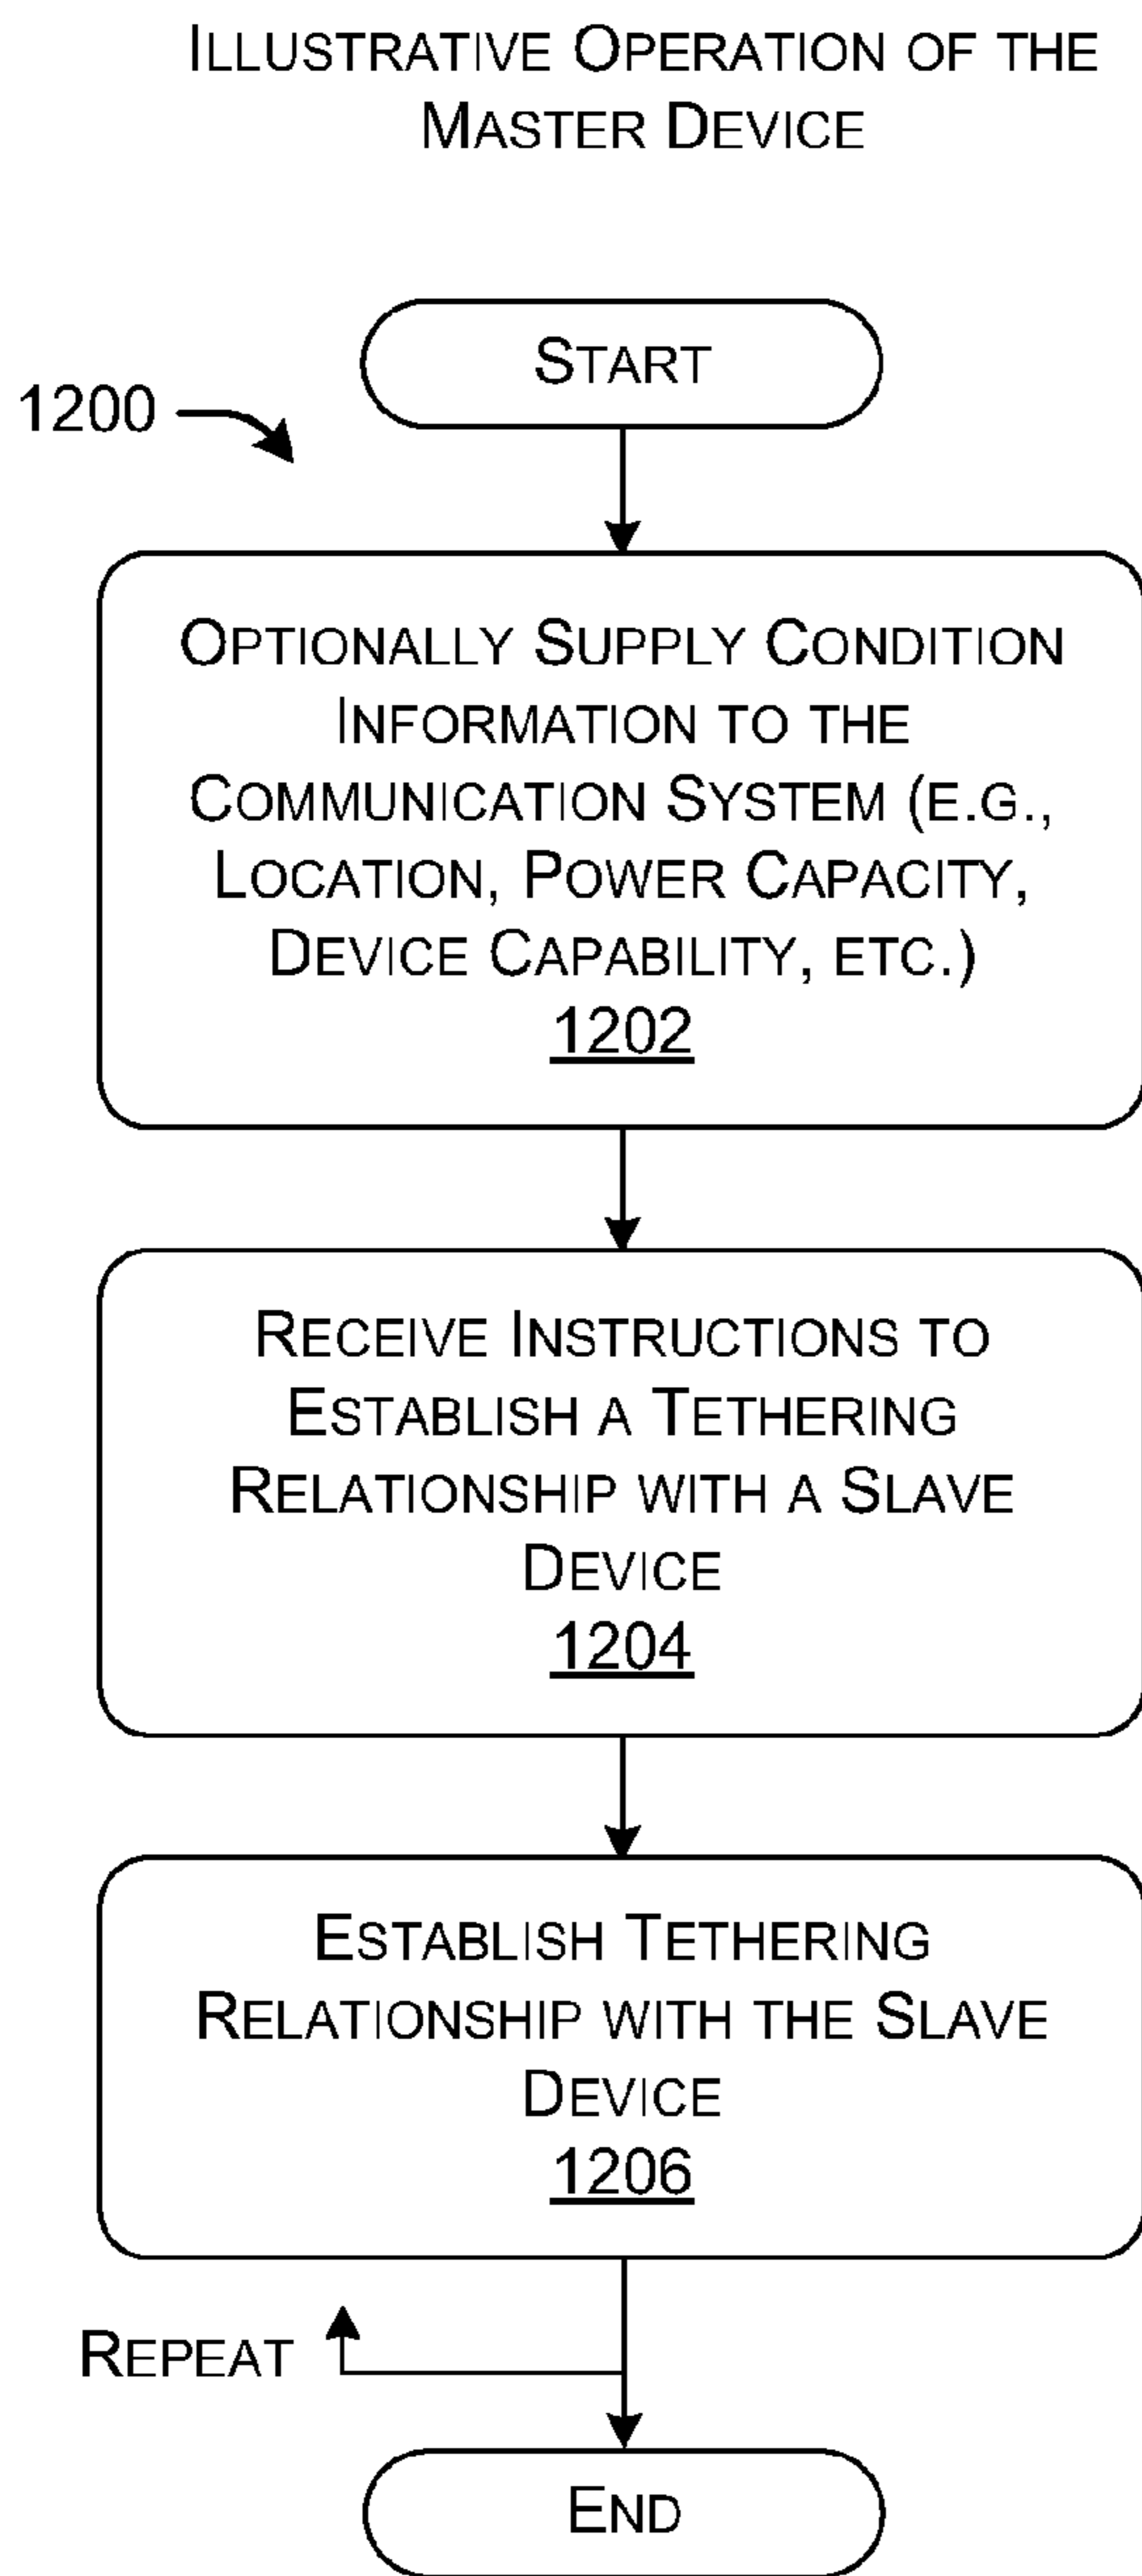 ILLUSTRATIVE OPERATION OF THE
MASTER DEVICE
START
1200
OPTIONALLY SUPPLY CONDITION
INFORMATION TO THE
COMMUNICATION SYSTEM (E.G.,
LOCATION, POWER CAPACITY,
DEVICE CAPABILITY, ETC.)
1202
RECEIVE INSTRUCTIONS TO
ESTABLISH A TETHERING
RELATIONSHIP WITH A SLAVE
DEVICE
1204
ESTABLISH TETHERING
RELATIONSHIP WITH THE SLAVE
DEVICE
1206
REPEAT
END